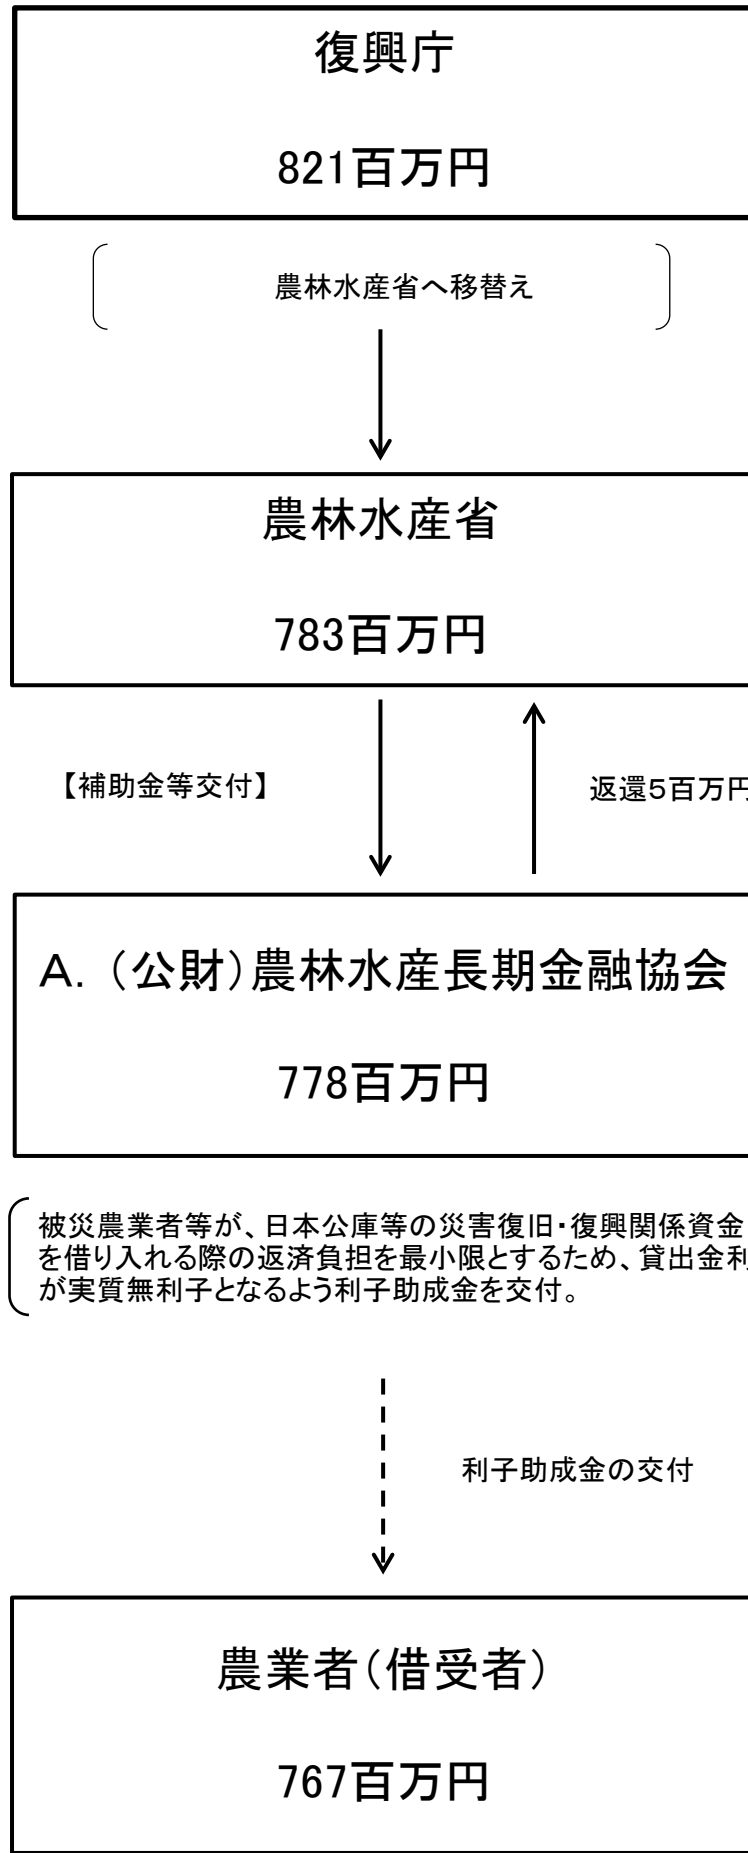 復興庁
821百万円
農林水産省へ移替え
農林水産省
783百万円
【補助金等交付】
返還5百万円
A.（公財）農林水産長期金融協会
778百万円
被災農業者等が、日本公庫等の災害復旧・復興関係資金
を借り入れる際の返済負担を最小限とするため、貸出金利
が実質無利子となるよう利子助成金を交付。
利子助成金の交付
農業者（借受者）
767百万円